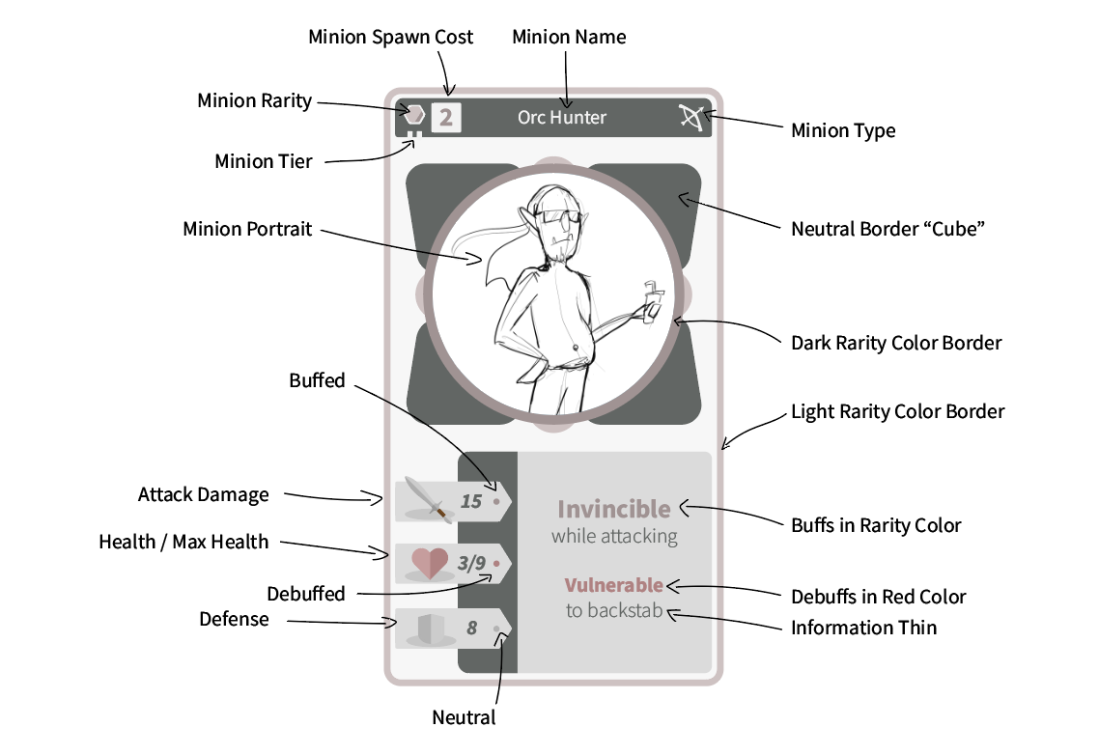 Minion Spawn Cost
Minion Name
Minion Rarity
2
Orc Hunter
Minion Type
Minion Tier
Minion Portrait
Neutral Border “Cube”
Dark Rarity Color Border
Buffed
Light Rarity Color Border
Attack Damage
15
Invincible
while attacking
Buffs in Rarity Color
Health / Max Health
3/9
Debuffed
Vulnerable
to backstab
Debuffs in Red Color
Information Thin
Defense
8
Neutral